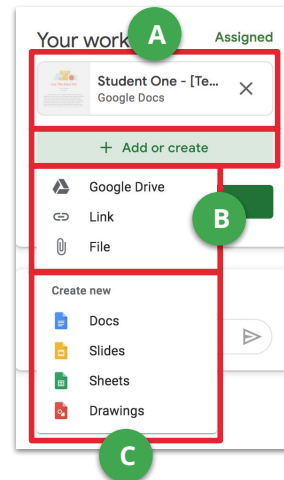 Your work
A
Assigned
Student One - [Te...
Google Docs
+ Add or create
Google Drive
Link
B
File
Create new
Docs
Slides
Sheets
Drawings
C